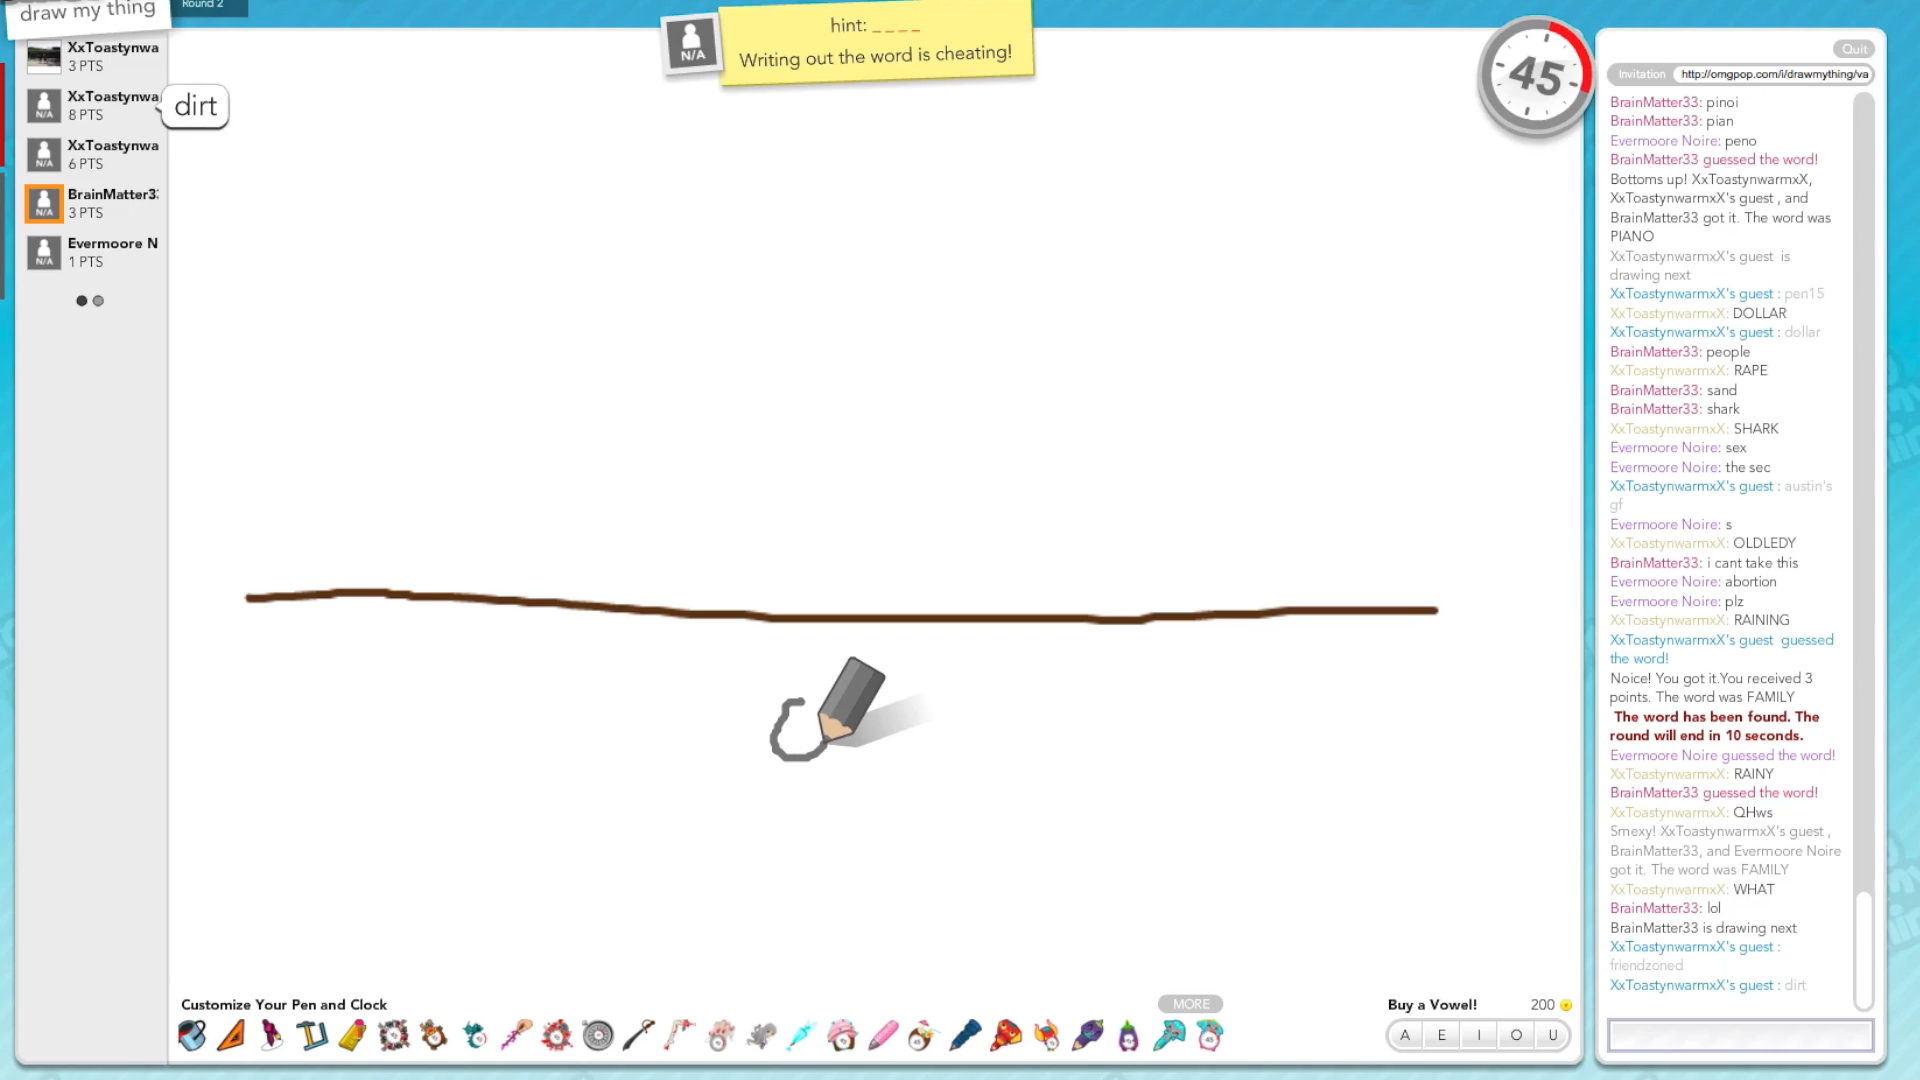 draw my thing
Round 2
XxToastynwa
3 PTS
XxToastynwa
8 PTS
dirt
XxToastynwa
6 PTS
BrainMatter3
3 PTS
Evermoore N
1 PTS
N/A
N/A
N/A
N/A
N/A
hint: _ _ _ _
Writing out the word is cheating!
45
Quit
Invitation http://omgpop.com/i/drawmything/va
BrainMatter33: pinoi
BrainMatter33: pian
Evermoore Noire: peno
BrainMatter33 guessed the word!
Bottoms up! XxToastynwarmxX,
XxToastynwarmxX's guest , and
BrainMatter33 got it. The word was
PIANO
XxToastynwarmxX's guest is
drawing next
XxToastynwarmxX's guest : pen15
XxToastynwarmxX: DOLLAR
XxToastynwarmxX's guest : dollar
BrainMatter33: people
XxToastynwarmxX: RAPE
BrainMatter33: sand
BrainMatter33: shark
XxToastynwarmxX: SHARK
Evermoore Noire: sex
Evermoore Noire: the sec
XxToastynwarmxX's guest : austin's
gf
Evermoore Noire: s
XxToastynwarmxX: OLDLEDY
BrainMatter33: i cant take this
Evermoore Noire: abortion
Evermoore Noire: plz
XxToastynwarmxX: RAINING
XxToastynwarmxX's guest guessed
the word!
Noice! You got it.You received 3
points. The word was FAMILY
The word has been found. The
round will end in 10 seconds.
Evermoore Noire guessed the word!
XxToastynwarmxX: RAINY
BrainMatter33 guessed the word!
XxToastynwarmxX: QHws
Smexy! XxToastynwarmxX's guest ,
BrainMatter33, and Evermoore Noire
got it. The word was FAMILY
XxToastynwarmxX: WHAT
BrainMatter33: lol
BrainMatter33 is drawing next
XxToastynwarmxX's guest :
friendzoned
XxToastynwarmxX's guest : dirt
Customize Your Pen and Clock
MORE
Buy a Vowel! 200
A E I O U